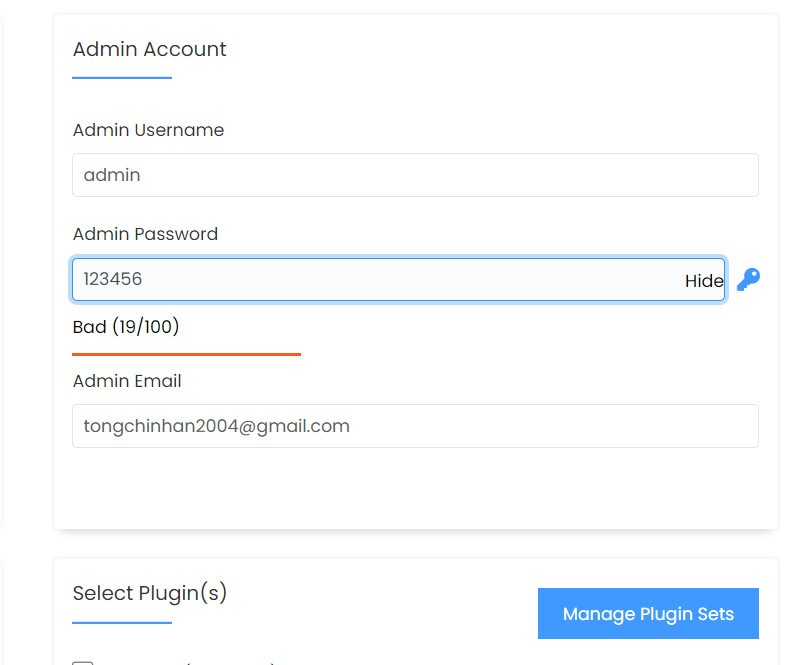 Admin Account
Admin Username
admin
Admin Password
123456
Hide
Bad (19/100)
Admin Email
tongchinhan2004@gmail.com
Select Plugin(s)
Manage Plugin Sets